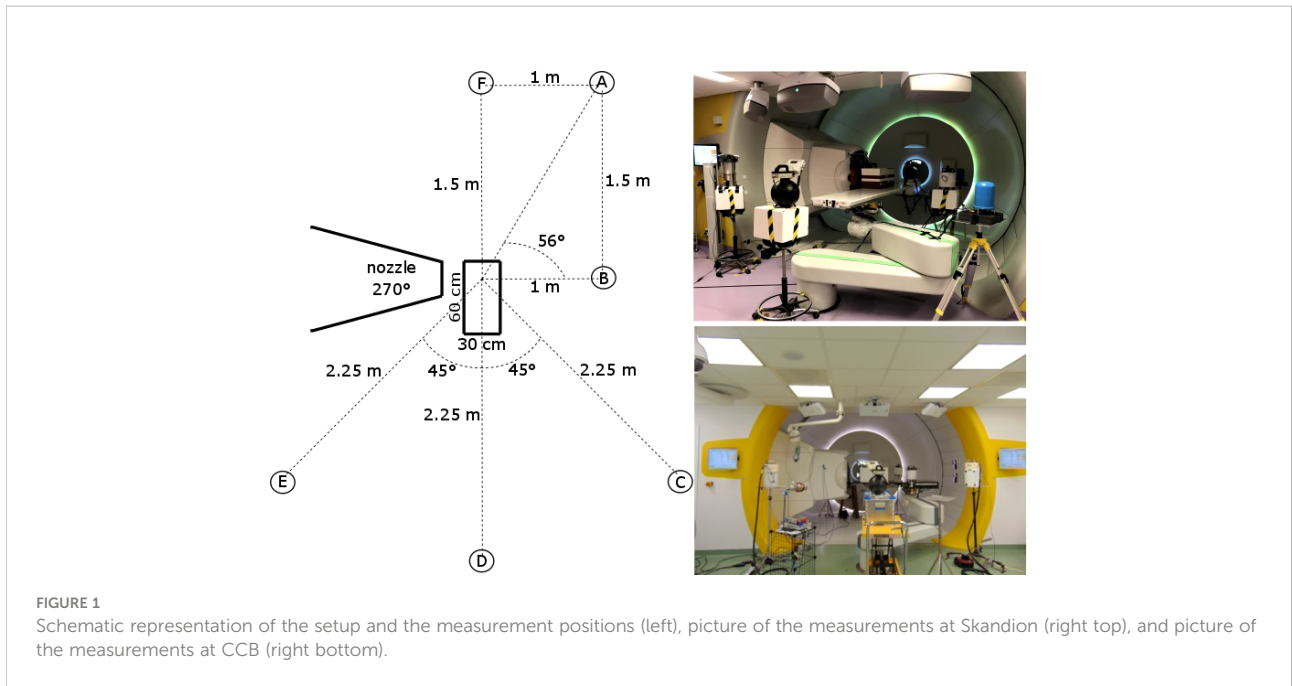 F
1 m
A
1.5 m
1.5 m
56°
nozzle
270°
B
1 m
60 cm
30 cm
2.25 m
45°
45°
2.25 m
2.25 m
E
C
D
FIGURE 1
Schematic representation of the setup and the measurement positions (left), picture of the measurements at Skandion (right top), and picture of
the measurements at CCB (right bottom).